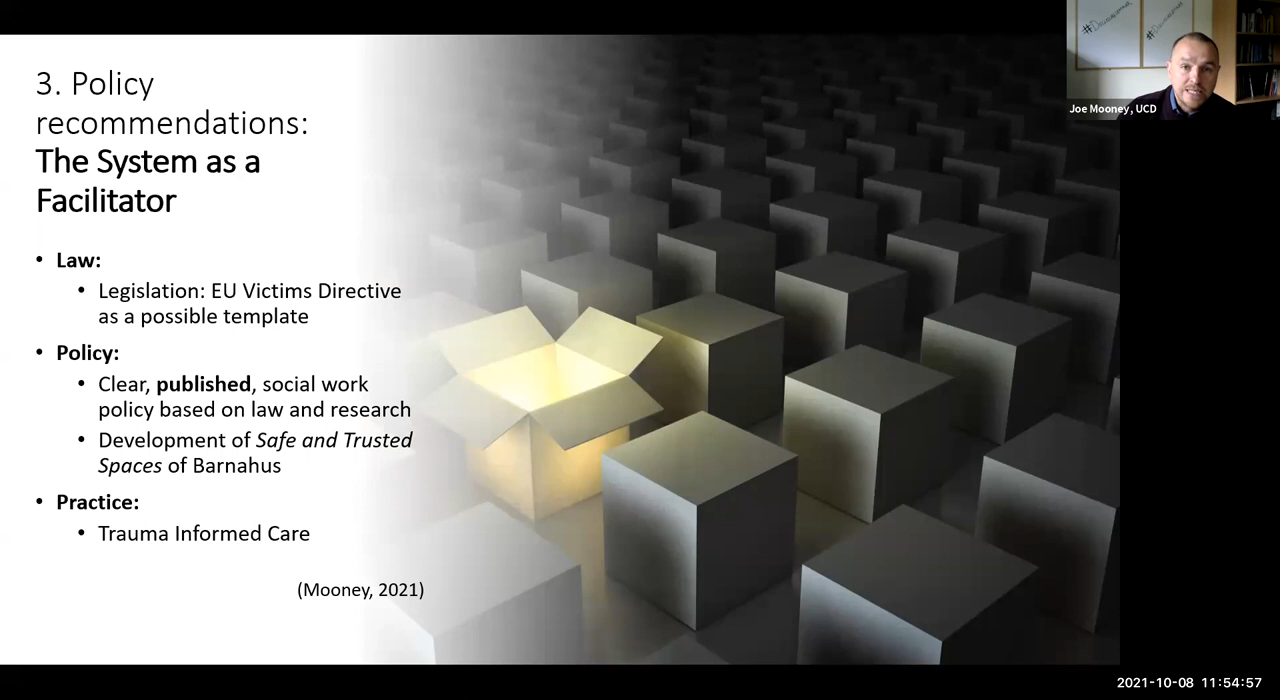 3. Policy
recommendations:
The System as a
Facilitator
• Law:
• Legislation: EU Victims Directive
as a possible template
• Policy:
• Clear, published, social work
policy based on law and research
• Development of Safe and Trusted
Spaces of Barnahus
• Practice:
• Trauma Informed Care
(Mooney, 2021)
Joe Mooney, UCD
2021-10-08 11:54:57